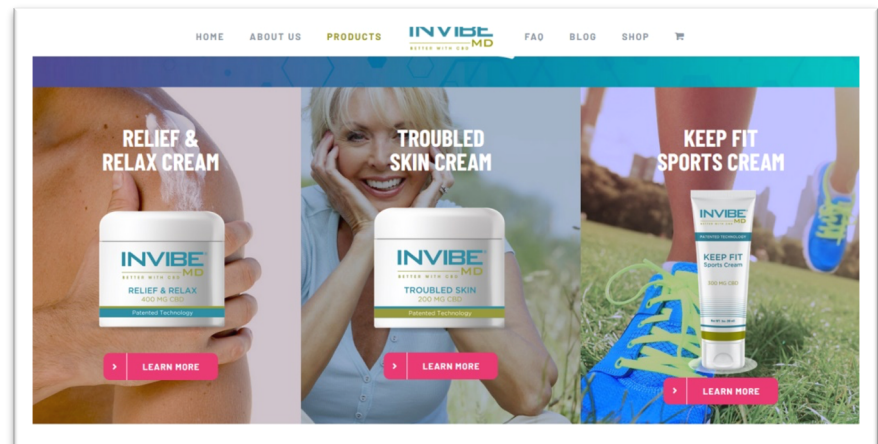 HOME ABOUT US PRODUCTS INVIBE MD FAQ BLOG SHOP
BETTER WITH CBD
RELIEF &
RELAX CREAM
INVIBE
MD
BETTER WITH CBD
RELIEF & RELAX
400 MG CBD
Patented Technology
LEARN MORE
TROUBLED
SKIN CREAM
INVIBE
MD
BETTER WITH CBD
TROUBLED SKIN
200 MG CBD
Patented Technology
LEARN MORE
KEEP FIT
SPORTS CREAM
INVIBE
MD
PATENTED TECHNOLOGY
KEEP FIT
Sports Cream
LEARN MORE